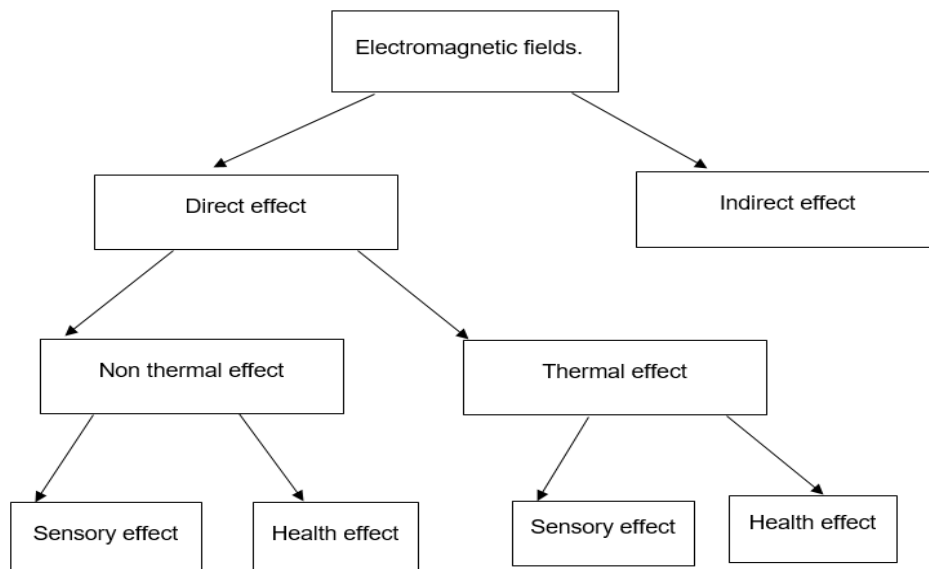 Electromagnetic fields.
Direct effect
Indirect effect
Non thermal effect
Thermal effect
Sensory effect
Health effect
Sensory effect
Health effect